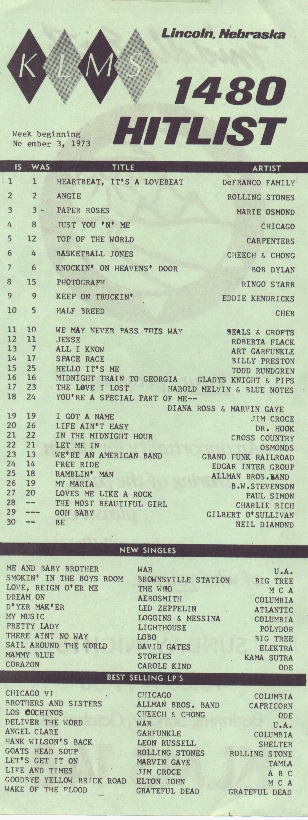 Lincoln, Nebraska
KLMS
1480
HITLIST
Week beginning
No ember 3, 1973
IS WAS TITLE ARTIST
1 1 HEARTBEAT, IT'S A LOVEBEAT DeFRANCO FAMILY
2 2 ANGIE ROLLING STONES
3 3- PAPER ROSES MARIE OSMOND
4 8 JUST YOU 'N' ME CHICAGO
5 12 TOP OF THE WORLD CARPENTERS
6 4 BASKETBALL JONES CHEECH & CHONG
7 6 KNOCKIN' ON HEAVENS' DOOR BOB DYLAN
8 15 PHOTOGRAPH RINGO STARR
9 9 KEEP ON TRUCKIN' EDDIE KENDRICKS
10 5 HALF BREED CHER
11 10 WE MAY NEVER PASS THIS WAY SEALS & CROFTS
12 11 JESSE ROBERTA FLACK
13 7 ALL I KNOW ART GARFUNKLE
14 17 SPACE RACE BILLY PRESTON
15 25 HELLO IT'S ME TODD RUNDGREN
16 16 MIDNIGHT TRAIN TO GEORGIA GLADYS KNIGHT & PIPS
17 23 THE LOVE I LOST HAROLD MELVIN & BLUE NOTES
18 24 YOU'RE A SPECIAL PART OF ME--
DIANA ROSS & MARVIN GAYE
19 19 I GOT A NAME JIM CROCE
20 26 LIFE AIN'T EASY DR. HOOK
21 22 IN THE MIDNIGHT HOUR CROSS COUNTRY
22 21 LET ME IN OSMONDS
23 13 WE'RE AN AMERICAN BAND GRAND FUNK RAILROAD
24 14 FREE RIDE EDGAR INTER GROUP
25 18 RAMBLIN' MAN ALLMAN BROS.BAND
26 19 MY MARIA B.W.STEVENSON
27 20 LOVES ME LIKE A ROCK PAUL SIMON
28 -- THE MOST BEAUTIFUL GIRL CHARLIE RICH
29 --- OOH BABY GILBERT O'SULLIVAN
30 -- BE NEIL DIAMOND
NEW SINGLES
ME AND BABY BROTHER WAR U.A.
SMOKIN' IN THE BOYS ROOM BROWNSVILLE STATION BIG TREE
LOVE, REIGN O'ER ME THE WHO M C A
DREAM ON AEROSMITH COLUMBIA
D'YER MAK'ER LED ZEPPELIN ATLANTIC
MY MUSIC LOGGINS & MESSINA COLUMBIA
PRETTY LADY LIGHTHOUSE POLYDOR
THERE AINT NO WAY LOBO BIG TREE
SAIL AROUND THE WORLD DAVID GATES ELEKTRA
MAMMY BLUE STORIES KAMA SUTRA
CORAZON CAROLE KIND ODE
BEST SELLING LP'S
CHICAGO VI CHICAGO COLUMBIA
BROTHERS AND SISTERS ALLMAN BROS. BAND CAPRICORN
LOS COCHINOS CHEECH & CHONG ODE
DELIVER THE WORD WAR U.A.
ANGEL CLARE GARFUNKLE COLUMBIA
HANK WILSON'S BACK LEON RUSSELL SHELTER
GOATS HEAD SOUP ROLLING STONES ROLLING STONE
LET'S GET IT ON MARVIN GAYE TAMLA
LIFE AND TIMES JIM CROCE A B C
GOODBYE YELLOW BRICK ROAD ELTON JOHN M C A
WAKE OF THE FLOOD GRATEFUL DEAD GRATEFUL DEAD